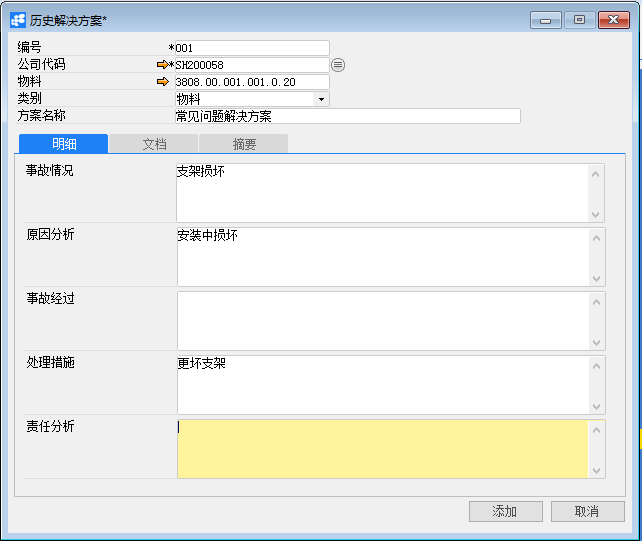 历史解决方案*
编号 *001
公司代码 *SH200058
物料 3808.00.001.001.0.20
类别 物料
方案名称 常见问题解决方案
明细 文档 摘要
事故情况 支架损坏
原因分析 安装中损坏
事故经过
处理措施 更坏支架
责任分析
添加 取消